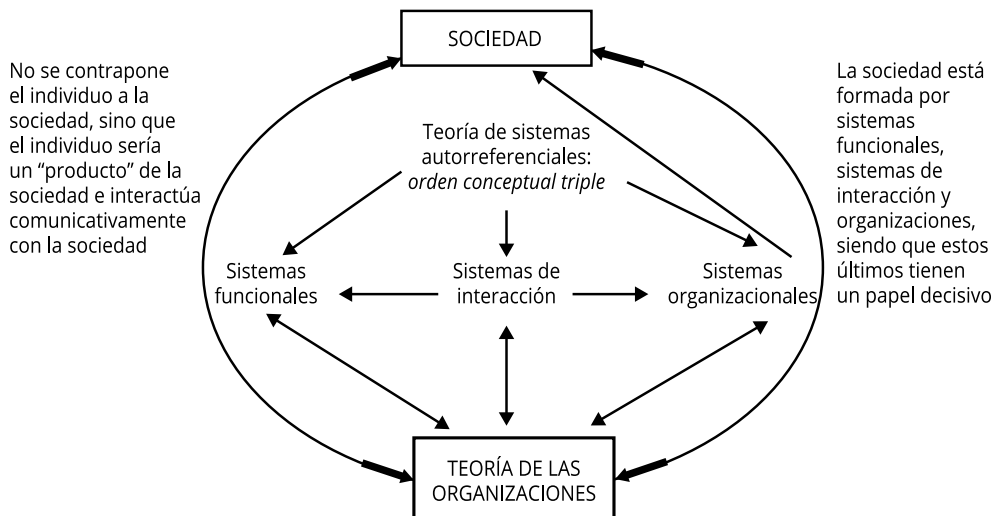 SOCIEDAD
No se contrapone
el individuo a la
sociedad, sino que
el individuo sería
un “producto” de la
sociedad e interactúa
comunicativamente
con la sociedad
Teoría de sistemas
autorreferenciales:
orden conceptual triple
La sociedad está
formada por
sistemas
funcionales,
sistemas de
interacción y
organizaciones,
siendo que estos
últimos tienen
un papel decisivo
Sistemas
funcionales
Sistemas de
interacción
Sistemas
organizacionales
TEORÍA DE LAS
ORGANIZACIONES